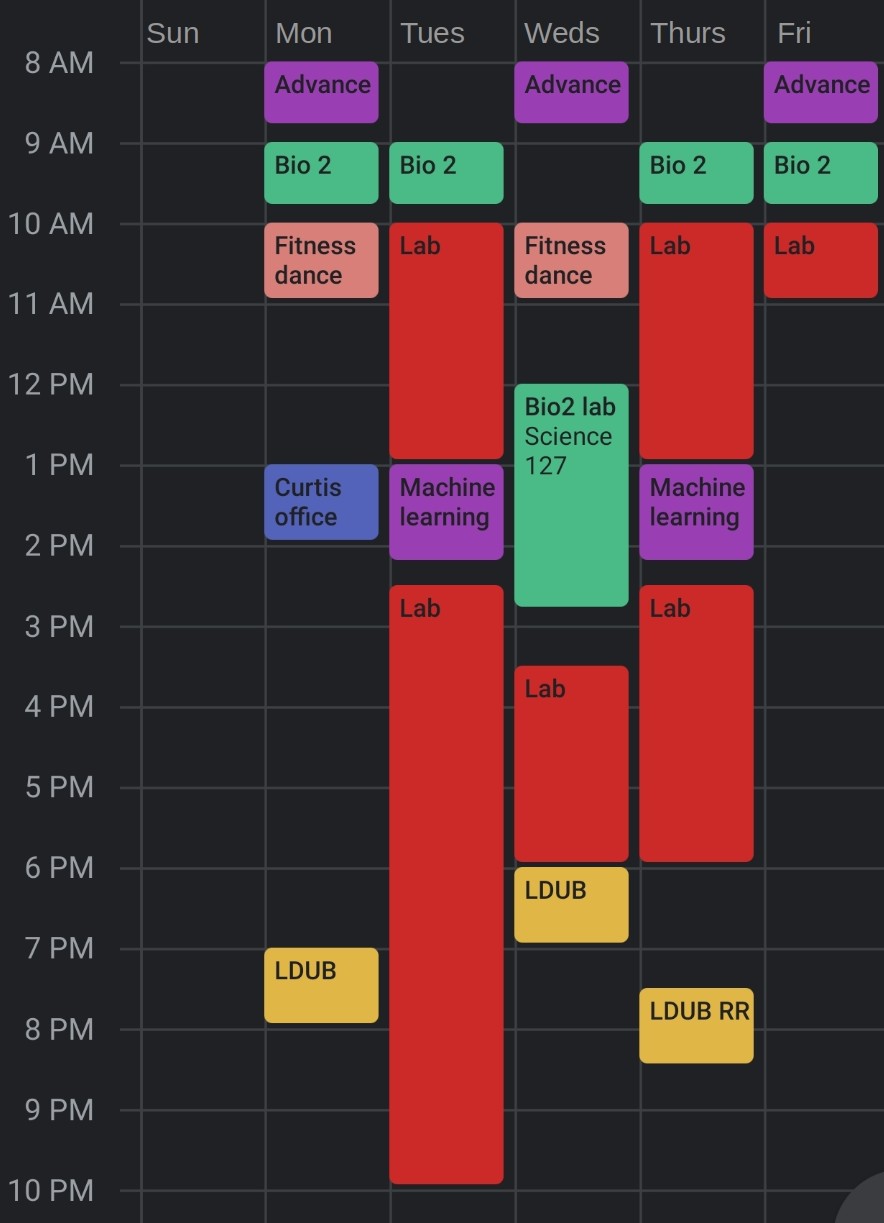 Sun Mon Tues Weds Thurs Fri
8 AM
Advance Advance Advance
9 AM
Bio 2 Bio 2 Bio 2 Bio 2
10 AM
Fitness Lab Fitness Lab Lab
dance dance
11 AM
12 PM
Bio2 lab
Science
127
1 PM
Curtis Machine Machine
office learning learning
2 PM
Lab Lab
3 PM
Lab
4 PM
5 PM
6 PM
LDUB
7 PM
LDUB
LDUB RR
8 PM
9 PM
10 PM